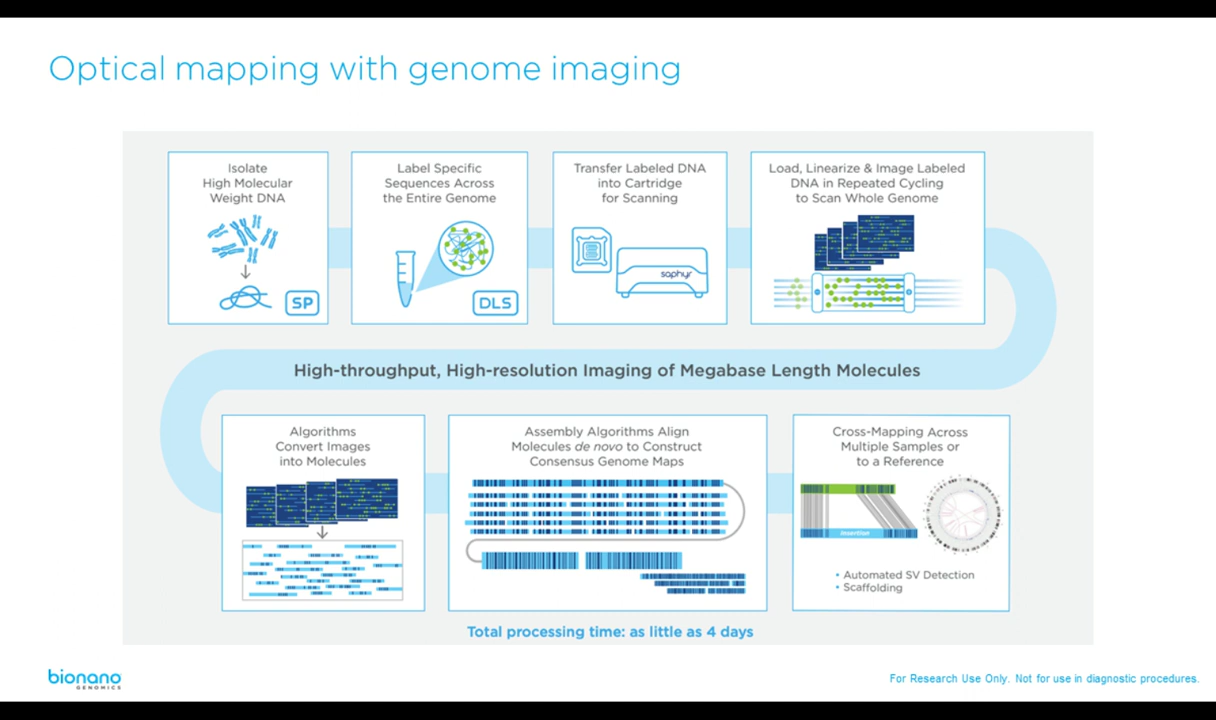 Optical mapping with genome imaging
Isolate
High Molecular
Weight DNA
SP
Label Specific
Sequences Across
the Entire Genome
DLS
Transfer Labeled DNA
into Cartridge
for Scanning
saphyr
Load, Linearize & Image Labeled
DNA in Repeated Cycling
to Scan Whole Genome
High-throughput, High-resolution Imaging of Megabase Length Molecules
Algorithms
Convert Images
into Molecules
Assembly Algorithms Align
Molecules de novo to Construct
Consensus Genome Maps
Cross-Mapping Across
Multiple Samples or
to a Reference
Insertion
• Automated SV Detection
• Scaffolding
Total processing time: as little as 4 days
bionano
GENOMICS
For Research Use Only. Not for use in diagnostic procedures.